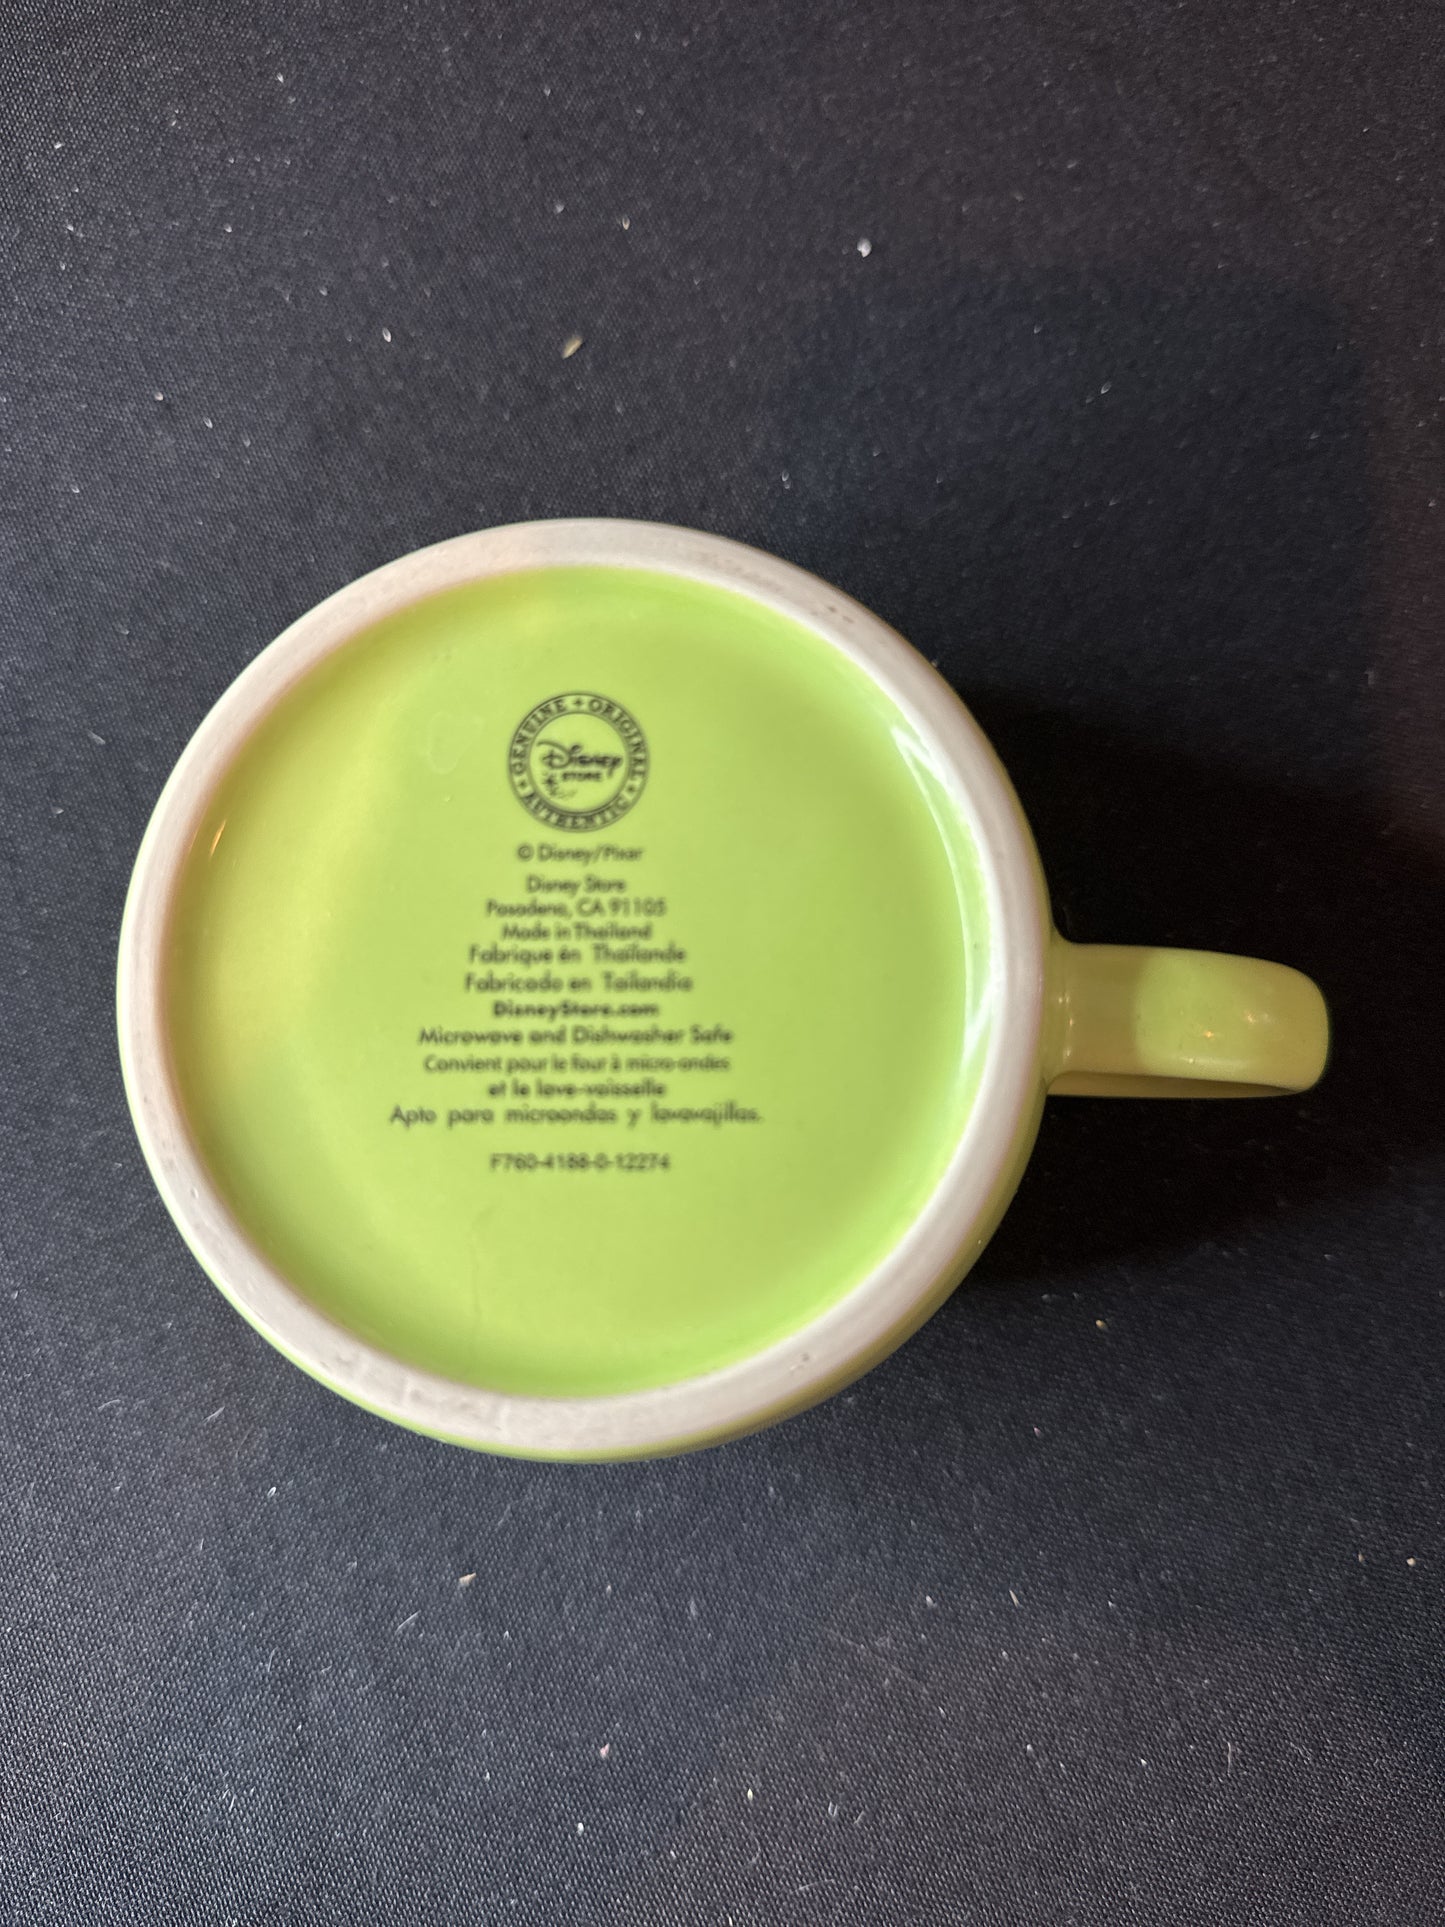 GENUINE • ORIGINAL • AUTHENTIC •
Disney
STORE
© Disney/Pixar
Disney Store
Pasadena, CA 91105
Made in Thailand
Fabrique én Thaïlande
Fabricado en Tailandia
DisneyStore.com
Microwave and Dishwasher Safe
Convient pour le four à micro-ondes
et le lave-vaisselle
Apto para microondas y lavavajillas.
F760-4188-0-12274